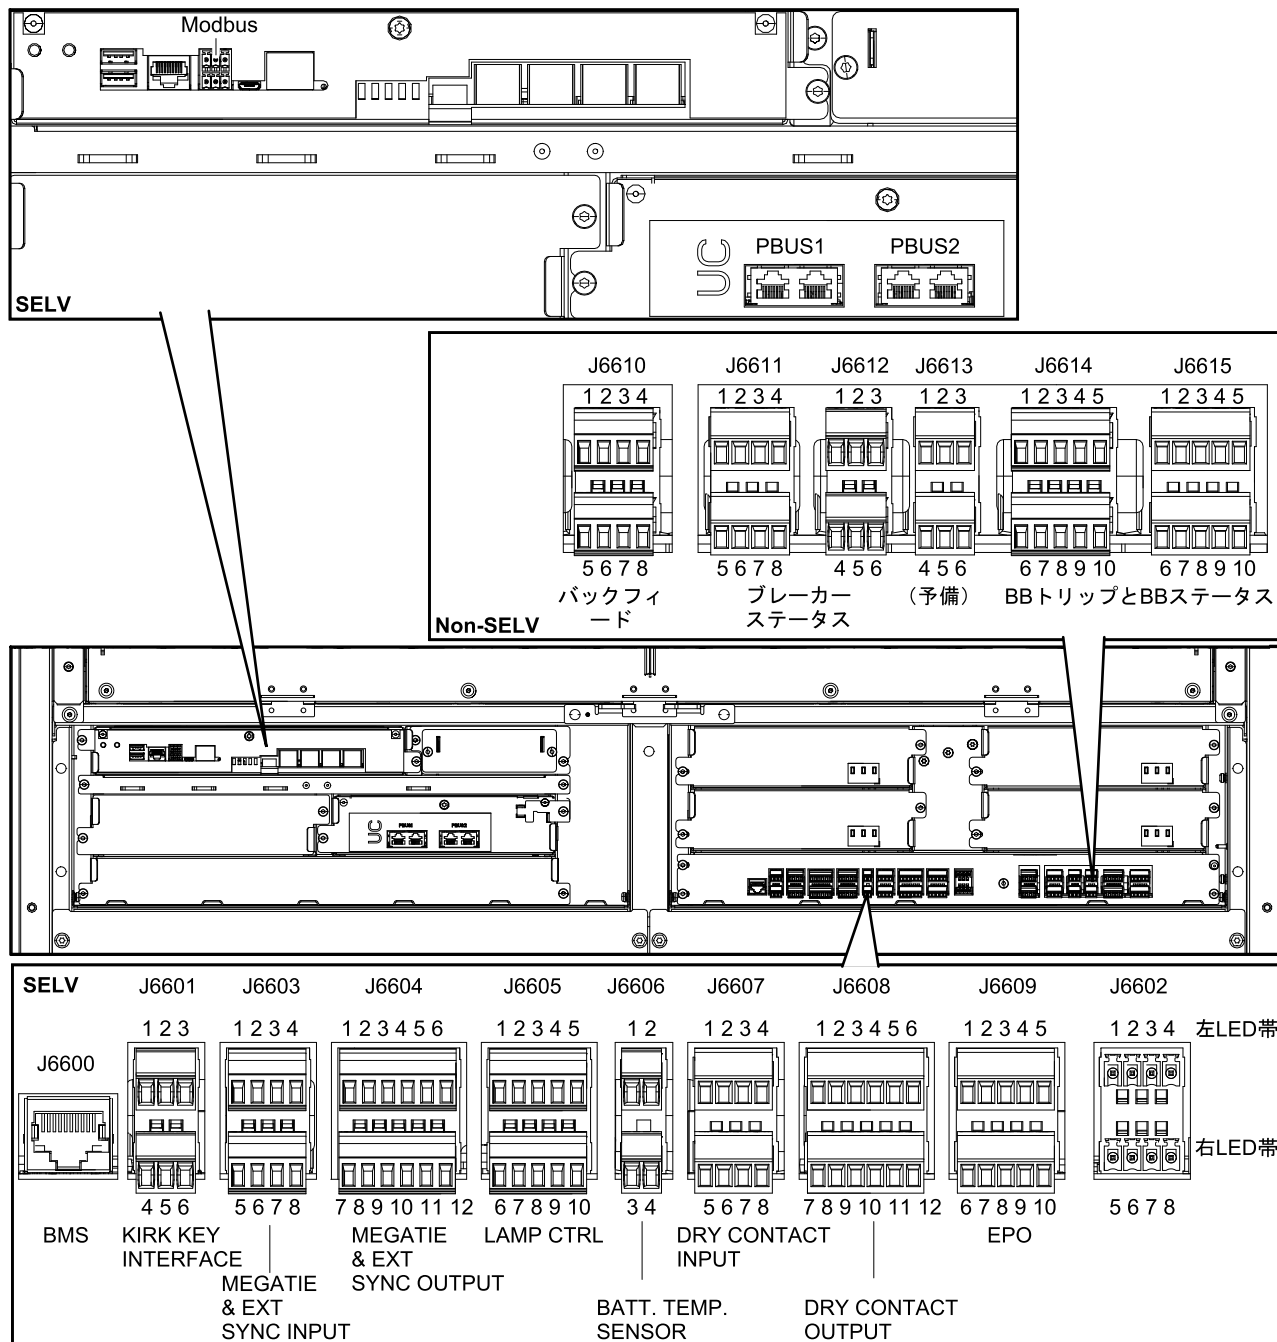 Modbus
UC
PBUS1 PBUS2
SELV
J6610 J6611 J6612 J6613 J6614 J6615
1 2 3 4 1 2 3 4 1 2 3 1 2 3 1 2 3 4 5 1 2 3 4 5
5 6 7 8 5 6 7 8 4 5 6 4 5 6 6 7 8 9 10 6 7 8 9 10
バックフィ
ード
ブレーカー
ステータス
(予備)
BBトリップとBBステータス
Non-SELV
UC PBUS1 PBUS2
SELV
J6601 J6603 J6604 J6605 J6606 J6607 J6608 J6609 J6602
1 2 3 1 2 3 4 1 2 3 4 5 6 1 2 3 4 5 1 2 1 2 3 4 1 2 3 4 5 6 1 2 3 4 5 1 2 3 4 左LED帯
J6600
右LED帯
4 5 6 5 6 7 8 7 8 9 10 11 12 6 7 8 9 10 3 4 5 6 7 8 7 8 9 10 11 12 6 7 8 9 10 5 6 7 8
BMS
KIRK KEY
INTERFACE
MEGATIE
& EXT
SYNC INPUT
MEGATIE
& EXT
SYNC OUTPUT
LAMP CTRL
BATT. TEMP.
SENSOR
DRY CONTACT
INPUT
DRY CONTACT
OUTPUT
EPO